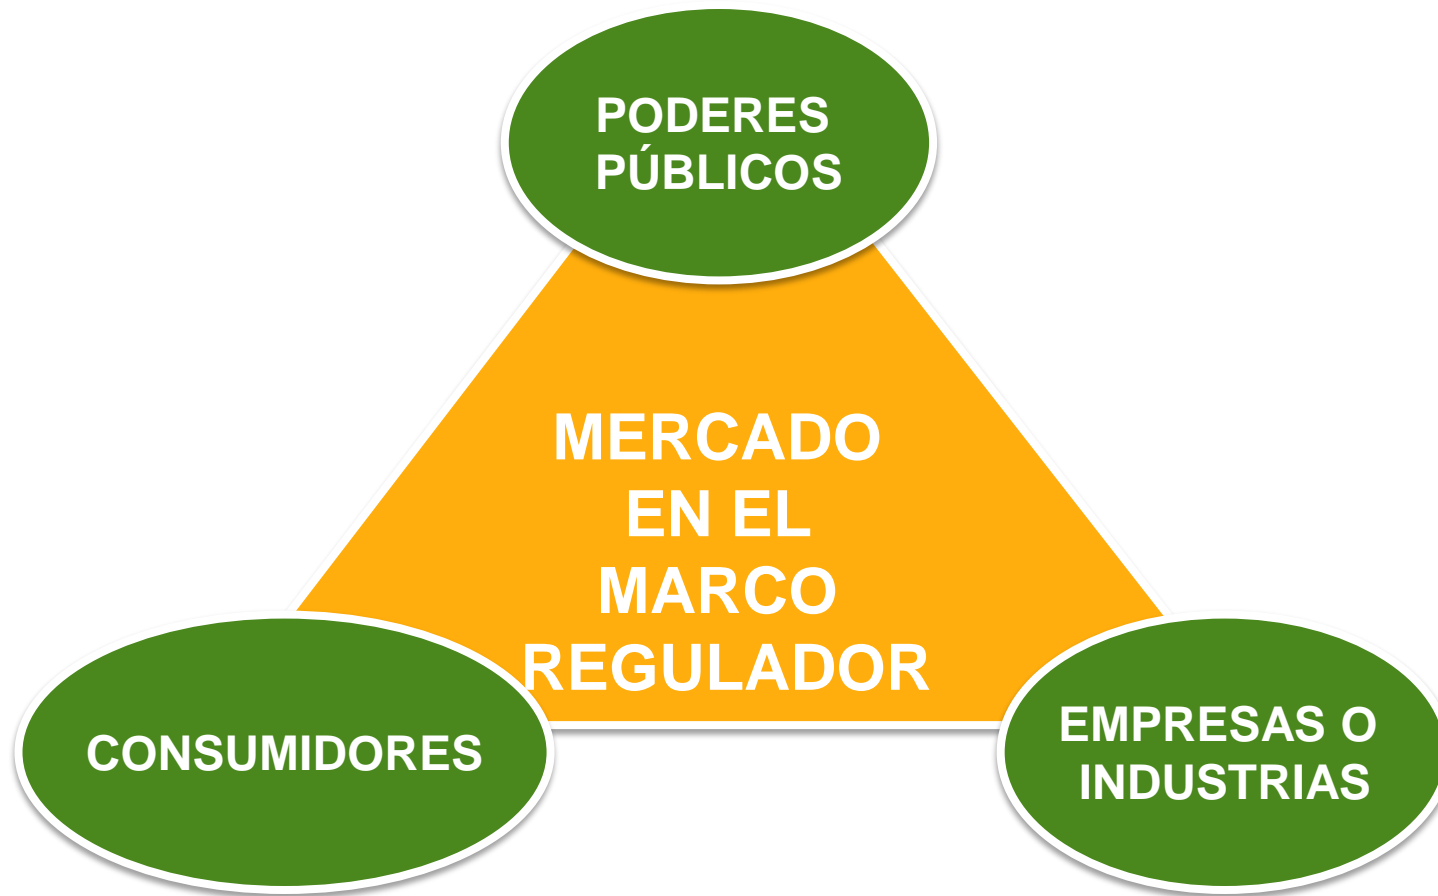 PODERES
PÚBLICOS
MERCADO
EN EL
MARCO
REGULADOR
CONSUMIDORES
EMPRESAS O
INDUSTRIAS